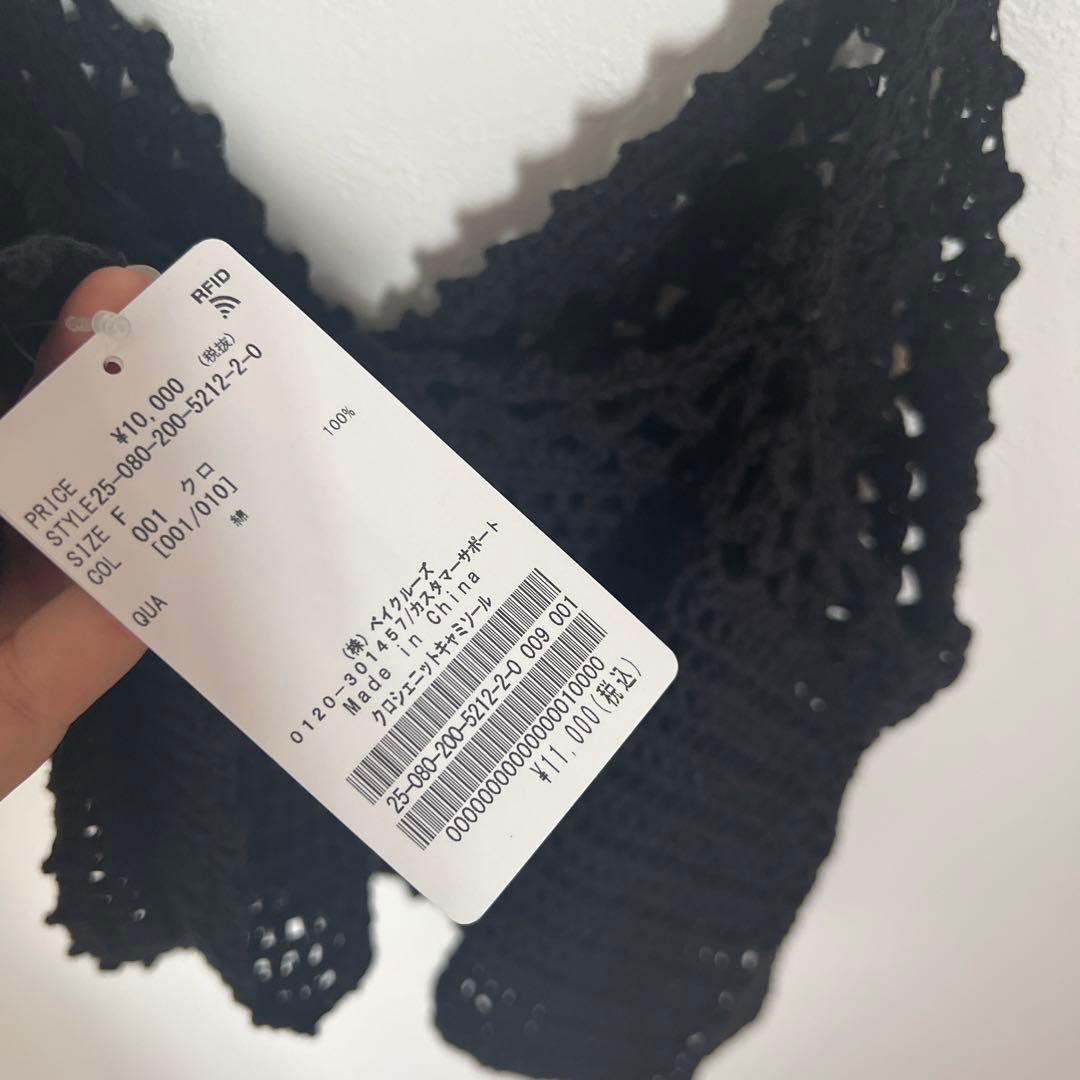 RFID
PRICE ¥10,000 (税抜)
STYLE25-080-200-5212-2-0
SIZE F
COL 001 クロ
[001/010]
QUA 綿 100%
(株)ベイクルーズ
0120-301457/カスタマーサポート
Made in China
クロシェニットキャミソール
25-080-200-5212-2-0 009 001
0000000000000010000
¥11,000(税込)